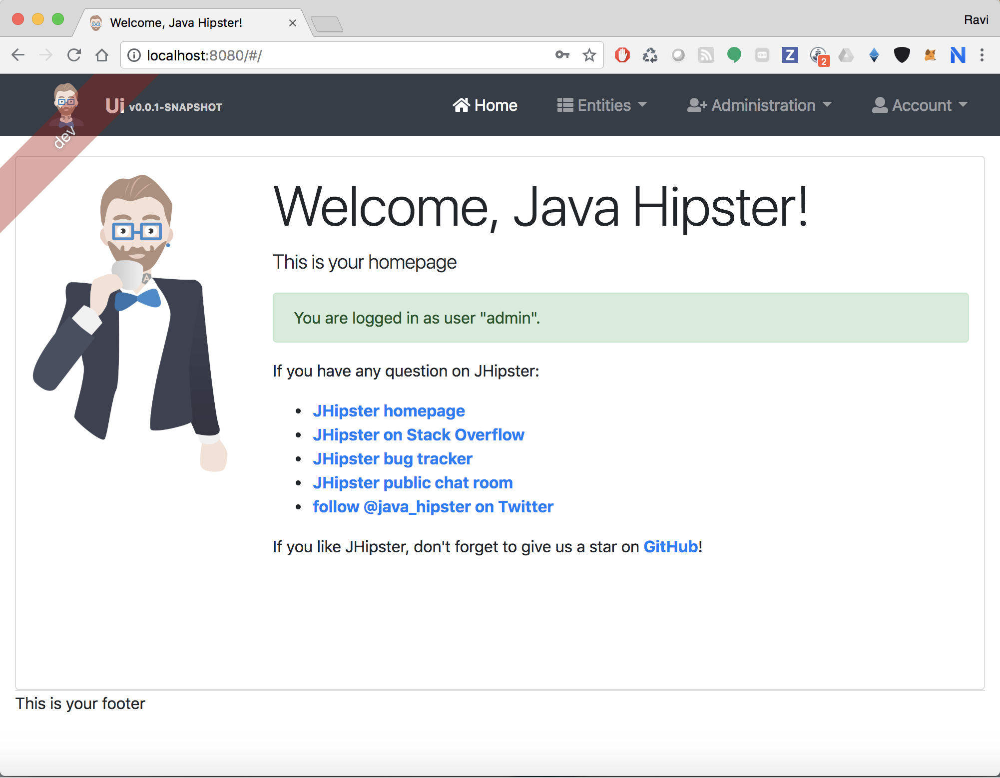 Welcome, Java Hipster!
Ravi
localhost:8080/#/
Z
2
N
Ui v0.0.1-SNAPSHOT
Home
Entities
Administration
Account
dev
A
Welcome, Java Hipster!
This is your homepage
You are logged in as user "admin".
If you have any question on JHipster:
JHipster homepage
JHipster on Stack Overflow
JHipster bug tracker
JHipster public chat room
follow @java_hipster on Twitter
If you like JHipster, don't forget to give us a star on GitHub!
This is your footer